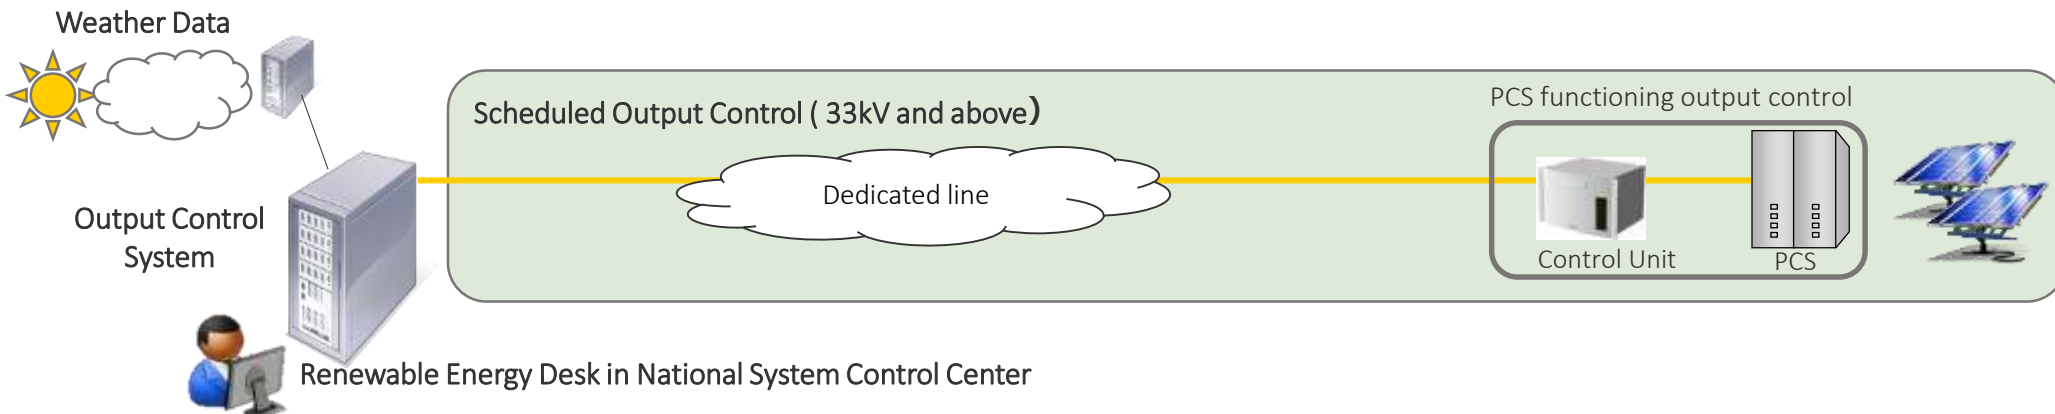 Weather Data
Scheduled Output Control ( 33kV and above)
PCS functioning output control
Dedicated line
Output Control
System
Control Unit
PCS
Renewable Energy Desk in National System Control Center